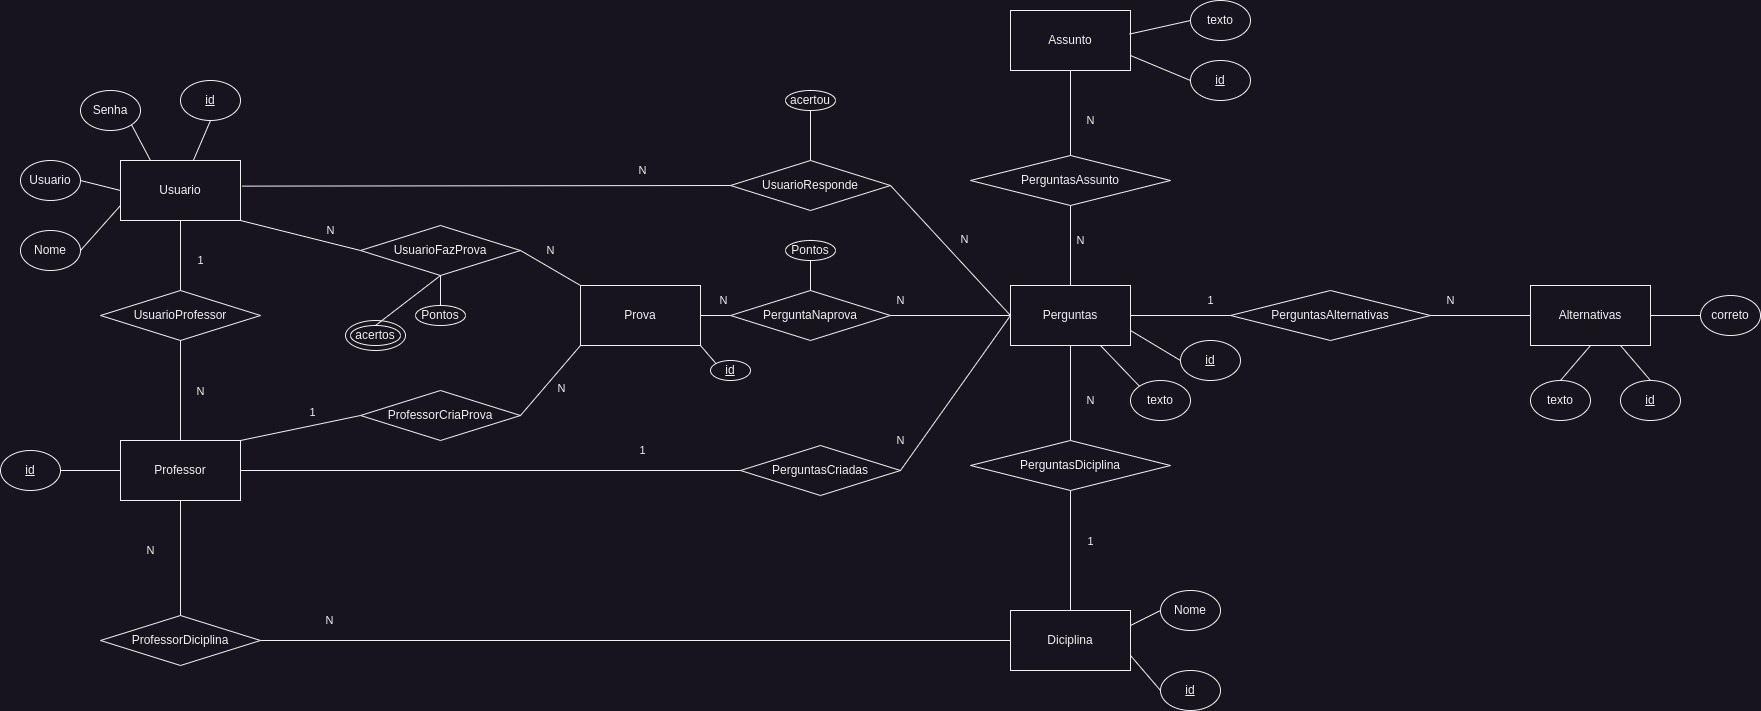 texto
Assunto
id
Senha
id
acertou
N
N
Usuario
Usuario
UsuarioResponde
PerguntasAssunto
Nome
N
UsuarioFazProva
N
Pontos
N
N
1
UsuarioProfessor
acertos
Pontos
Prova
N
PerguntaNaprova
N
Perguntas
1
PerguntasAlternativas
N
Alternativas
correto
id
id
texto
texto
id
N
1
ProfessorCriaProva
N
N
id
Professor
1
PerguntasCriadas
N
PerguntasDiciplina
N
1
ProfessorDiciplina
N
Diciplina
Nome
id